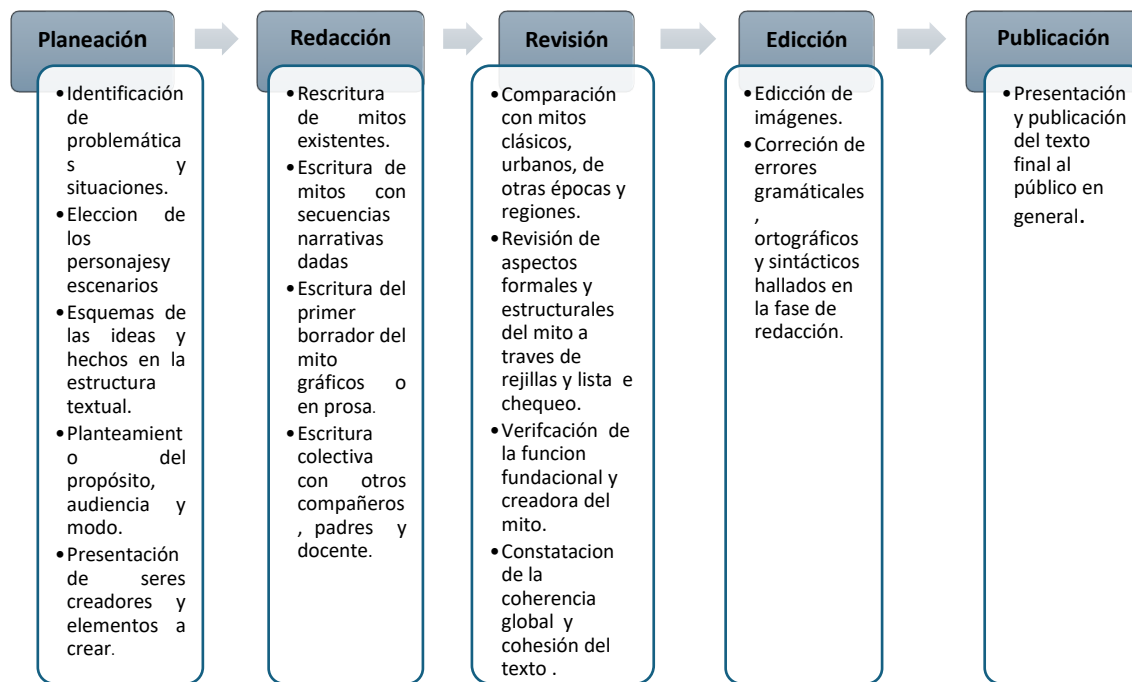 Planeación
•Identificación
de
problemática
s y
situaciones.
•Eleccion de
los
personajesy
escenarios
•Esquemas de
las ideas y
hechos en la
estructura
textual.
•Planteamient
o del
propósito,
audiencia y
modo.
•Presentación
de seres
creadores y
elementos a
crear.
Redacción
•Rescritura
de mitos
existentes.
•Escritura de
mitos con
secuencias
narrativas
dadas
•Escritura del
primer
borrador del
mito
gráficos o
en prosa.
•Escritura
colectiva
con otros
compañeros
, padres y
docente.
Revisión
•Comparación
con mitos
clásicos,
urbanos, de
otras épocas y
regiones.
•Revisión de
aspectos
formales y
estructurales
del mito a
traves de
rejillas y lista e
chequeo.
•Verifcación de
la funcion
fundacional y
creadora del
mito.
•Constatacion
de la
coherencia
global y
cohesión del
texto .
Edicción
•Edicción de
imágenes.
•Correción de
errores
gramáticales
,
ortográficos
y sintácticos
hallados en
la fase de
redacción.
Publicación
•Presentación
y publicación
del texto
final al
público en
general.